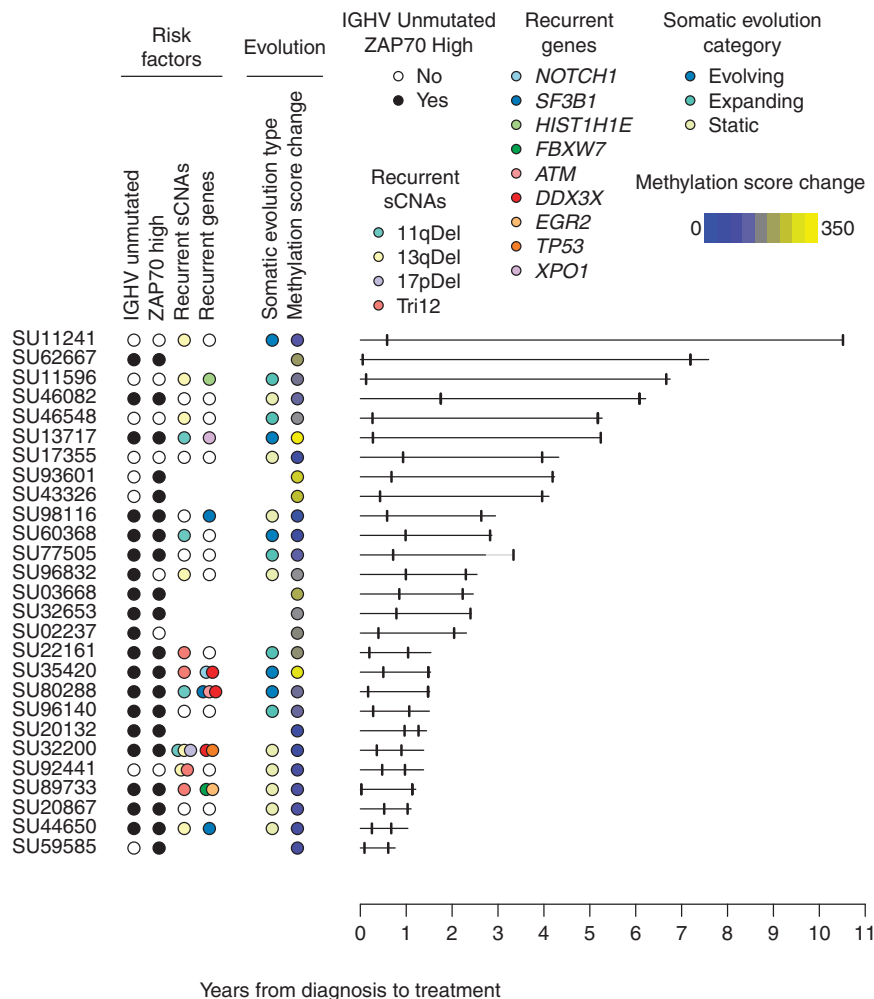 Risk
factors
Evolution
IGHV Unmutated
ZAP70 High
No
Yes
Recurrent
genes
NOTCH1
SF3B1
HIST1H1E
FBXW7
ATM
DDX3X
EGR2
TP53
XPO1
Somatic evolution
category
Evolving
Expanding
Static
Recurrent
sCNAs
11qDel
13qDel
17pDel
Tri12
Methylation score change
0 350
IGHV unmutated
ZAP70 high
Recurrent sCNAs
Recurrent genes
Somatic evolution type
Methylation score change
SU11241
SU62667
SU11596
SU46082
SU46548
SU13717
SU17355
SU93601
SU43326
SU98116
SU60368
SU77505
SU96832
SU03668
SU32653
SU02237
SU22161
SU35420
SU80288
SU96140
SU20132
SU32200
SU92441
SU89733
SU20867
SU44650
SU59585
0 1 2 3 4 5 6 7 8 9 10 11
Years from diagnosis to treatment